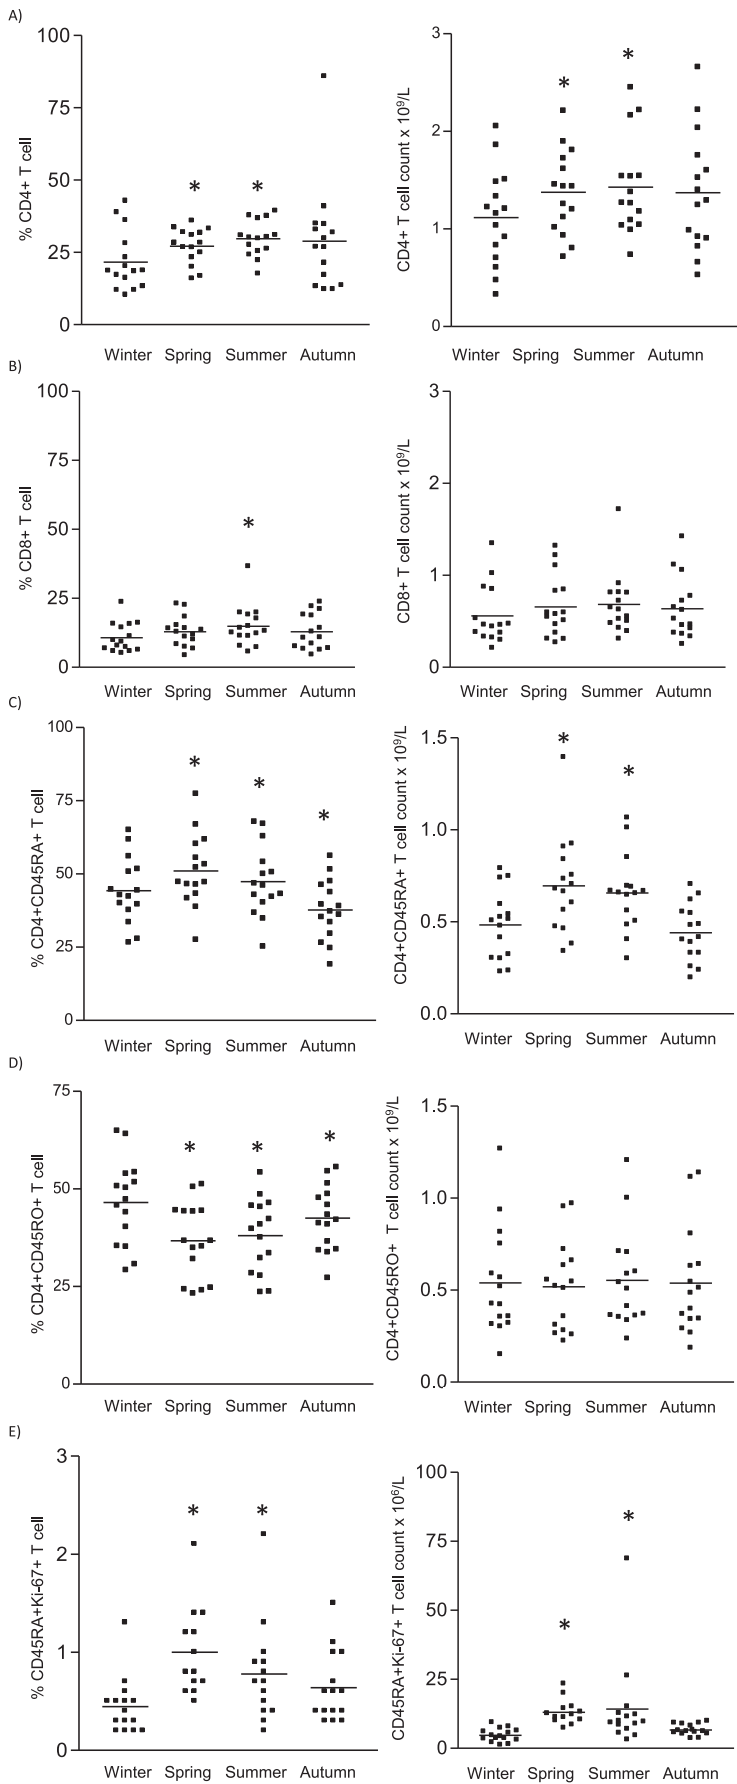 A)
% CD4+ T cell
100
75
50
25
0
* *
Winter Spring Summer Autumn
CD4+ T cell count x 10⁹/L
3
2
1
0
* *
Winter Spring Summer Autumn
B)
% CD8+ T cell
100
75
50
25
0
*
Winter Spring Summer Autumn
CD8+ T cell count x 10⁹/L
3
2
1
0
Winter Spring Summer Autumn
C)
% CD4+CD45RA+ T cell
100
75
50
25
0
* * *
Winter Spring Summer Autumn
CD4+CD45RA+ T cell count x 10⁹/L
1.5
1.0
0.5
0.0
* *
Winter Spring Summer Autumn
D)
% CD4+CD45RO+ T cell
75
50
25
0
* * *
Winter Spring Summer Autumn
CD4+CD45RO+ T cell count x 10⁹/L
1.5
1.0
0.5
0.0
Winter Spring Summer Autumn
E)
% CD45RA+Ki-67+ T cell
3
2
1
0
* *
Winter Spring Summer Autumn
CD45RA+Ki-67+ T cell count x 10⁶/L
100
75
50
25
0
* *
Winter Spring Summer Autumn